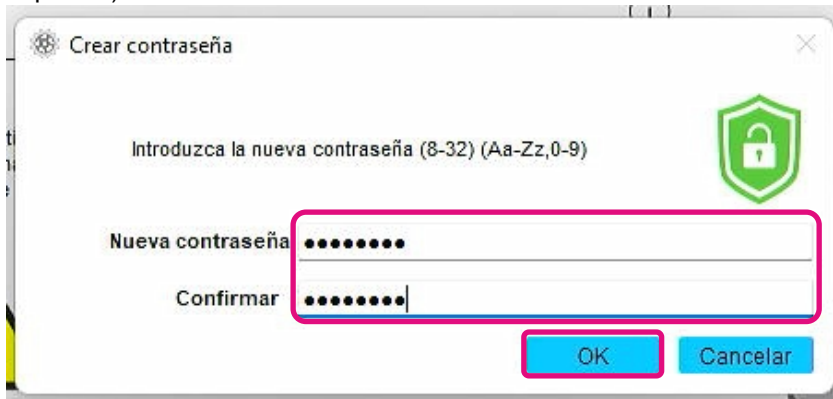 Crear contraseña
Introduzca la nueva contraseña (8-32) (Aa-Zz,0-9)
Nueva contraseña ••••••••
Confirmar ••••••••
OK Cancelar